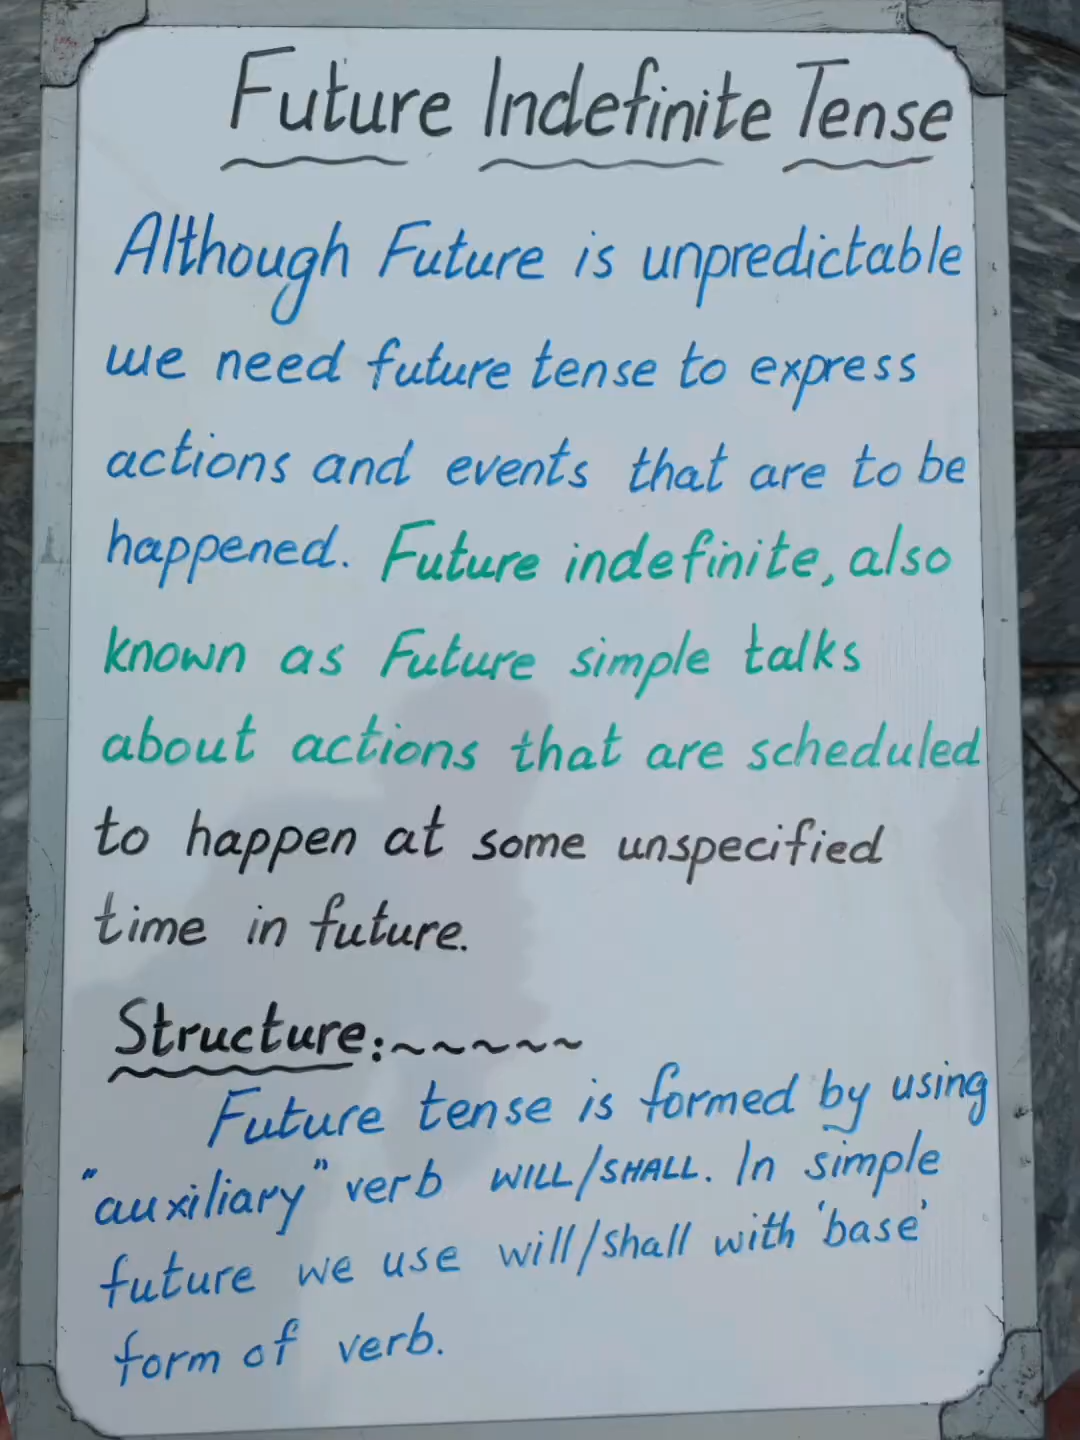 Future Indefinite Tense
Although Future is unpredictable
we need future tense to express
actions and events that are to be
happened. Future indefinite, also
known as Future simple talks
about actions that are scheduled
to happen at some unspecified
time in future.
Structure:~~~~~
Future tense is formed by using
"auxiliary" verb WILL/SHALL. In simple
future we use will/shall with 'base'
form of verb.